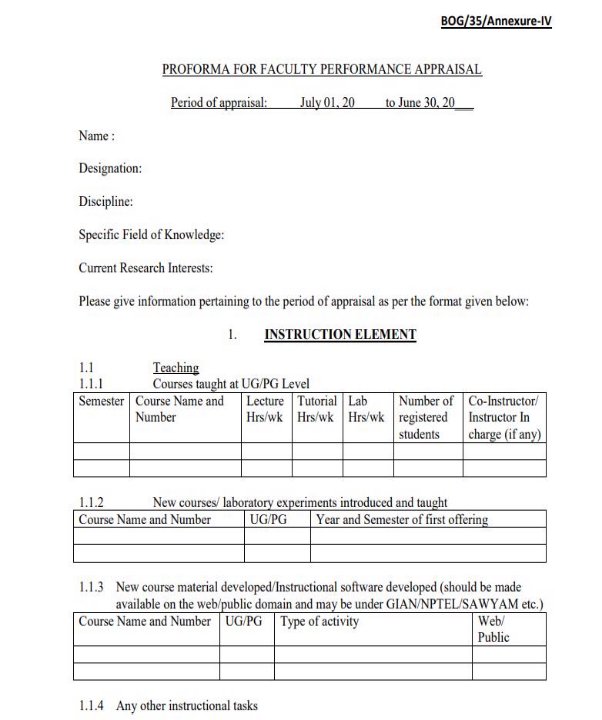 BOG/35/Annexure-IV
PROFORMA FOR FACULTY PERFORMANCE APPRAISAL
Period of appraisal: July 01, 20 to June 30, 20___
Name :
Designation:
Discipline:
Specific Field of Knowledge:
Current Research Interests:
Please give information pertaining to the period of appraisal as per the format given below:
1. INSTRUCTION ELEMENT
1.1 Teaching
1.1.1 Courses taught at UG/PG Level
Semester Course Name and Lecture Tutorial Lab Number of Co-Instructor/
Number Hrs/wk Hrs/wk Hrs/wk registered Instructor In
students charge (if any)
1.1.2 New courses/ laboratory experiments introduced and taught
Course Name and Number UG/PG Year and Semester of first offering
1.1.3 New course material developed/Instructional software developed (should be made
available on the web/public domain and may be under GIAN/NPTEL/SAWYAM etc.)
Course Name and Number UG/PG Type of activity Web/
Public
1.1.4 Any other instructional tasks